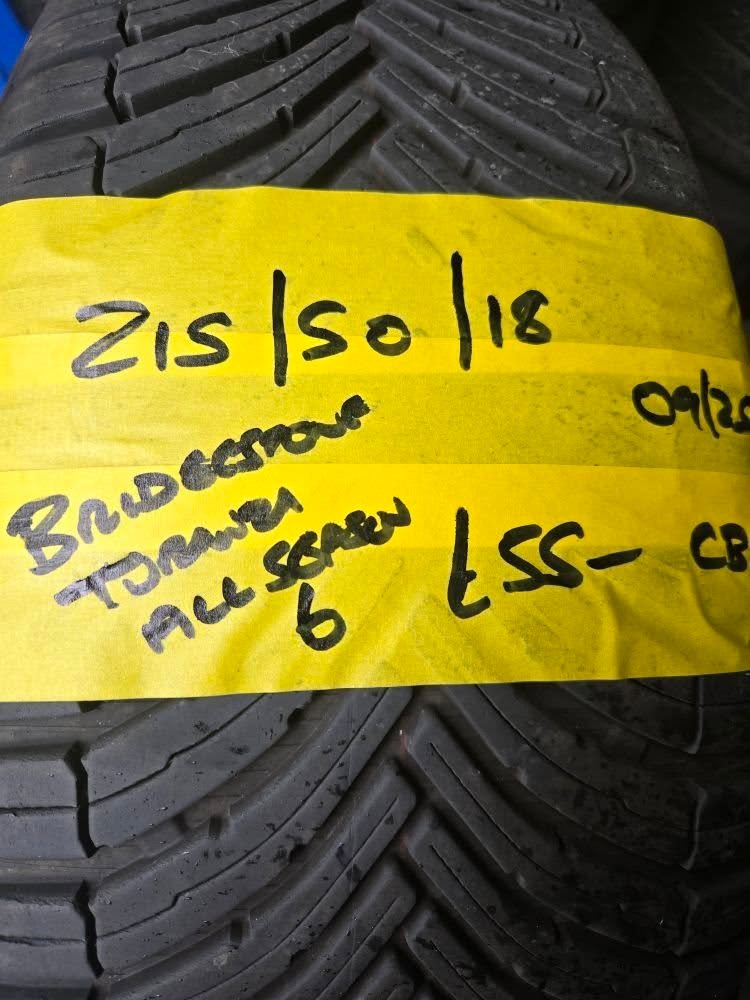 215/50/18
09/25
BRIDGESTONE
TURANZA
ALL SEASON
6
£55-
CB